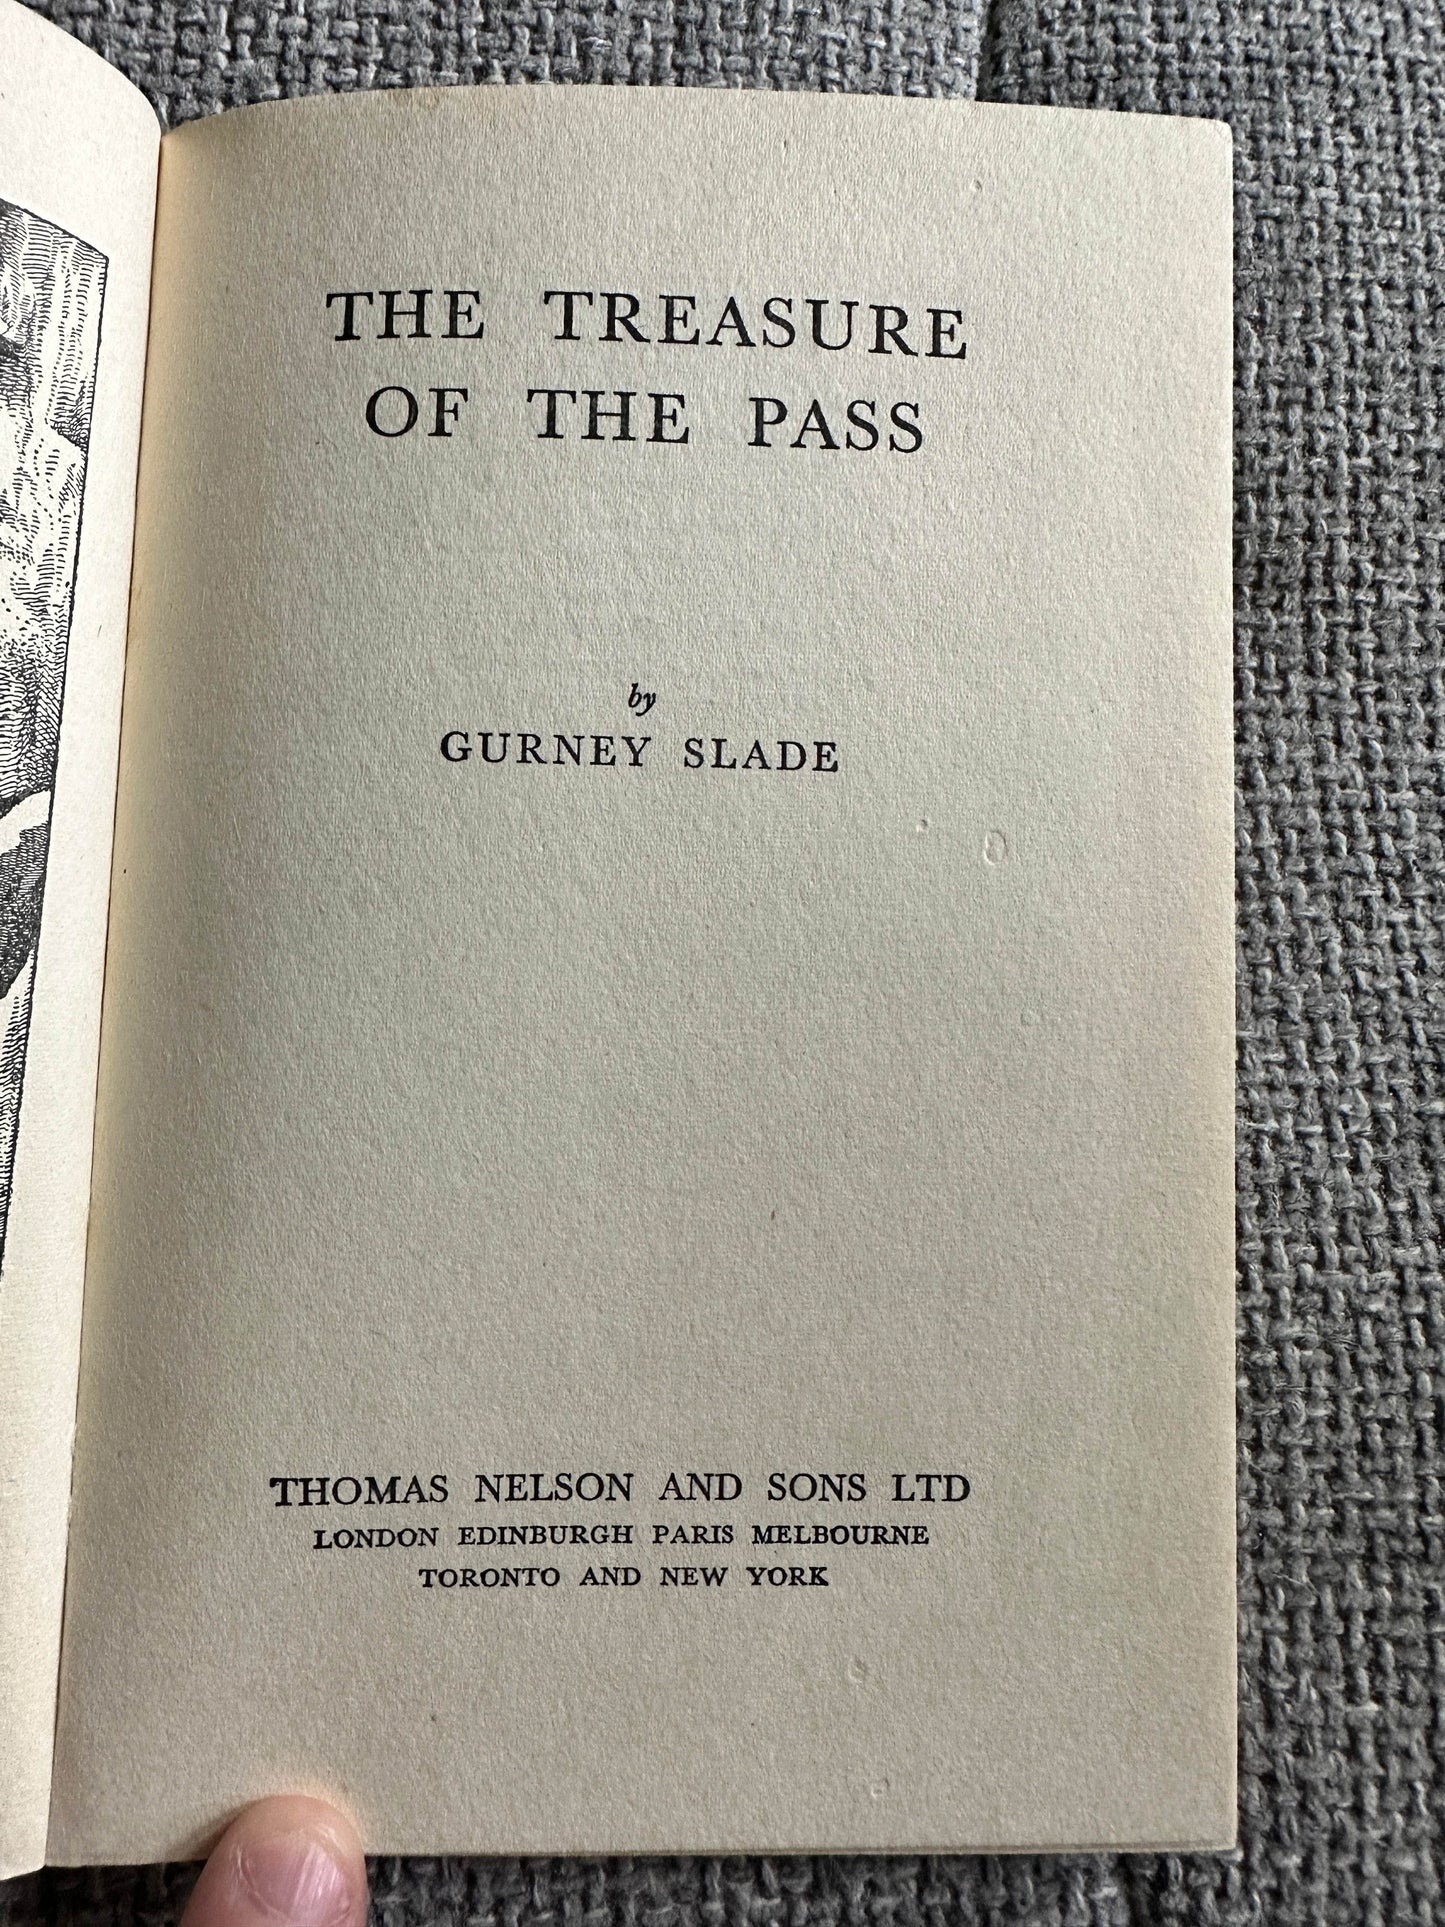 THE TREASURE
OF THE PASS
by
GURNEY SLADE
THOMAS NELSON AND SONS LTD
LONDON EDINBURGH PARIS MELBOURNE
TORONTO AND NEW YORK